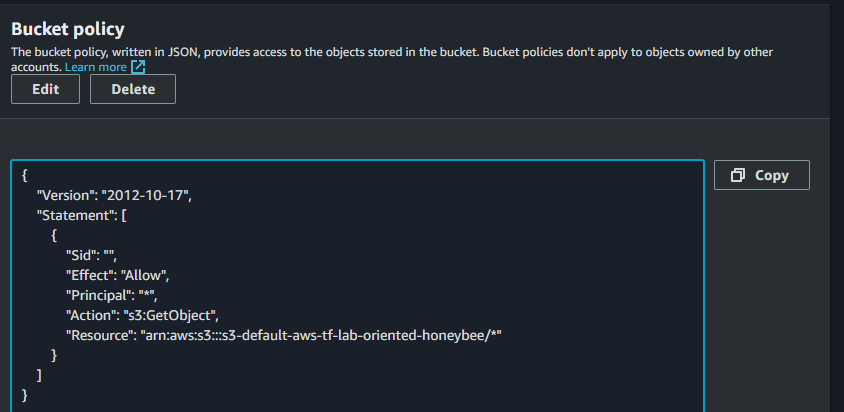 Bucket policy
The bucket policy, written in JSON, provides access to the objects stored in the bucket. Bucket policies don't apply to objects owned by other
accounts. Learn more
Edit Delete
Copy
{
"Version": "2012-10-17",
"Statement": [
{
"Sid": "",
"Effect": "Allow",
"Principal": "*",
"Action": "s3:GetObject",
"Resource": "arn:aws:s3:::s3-default-aws-tf-lab-oriented-honeybee/*"
}
]
}